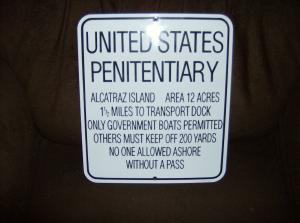 UNITED STATES
PENITENTIARY
ALCATRAZ ISLAND AREA 12 ACRES
1½ MILES TO TRANSPORT DOCK
ONLY GOVERNMENT BOATS PERMITTED
OTHERS MUST KEEP OFF 200 YARDS
NO ONE ALLOWED ASHORE
WITHOUT A PASS